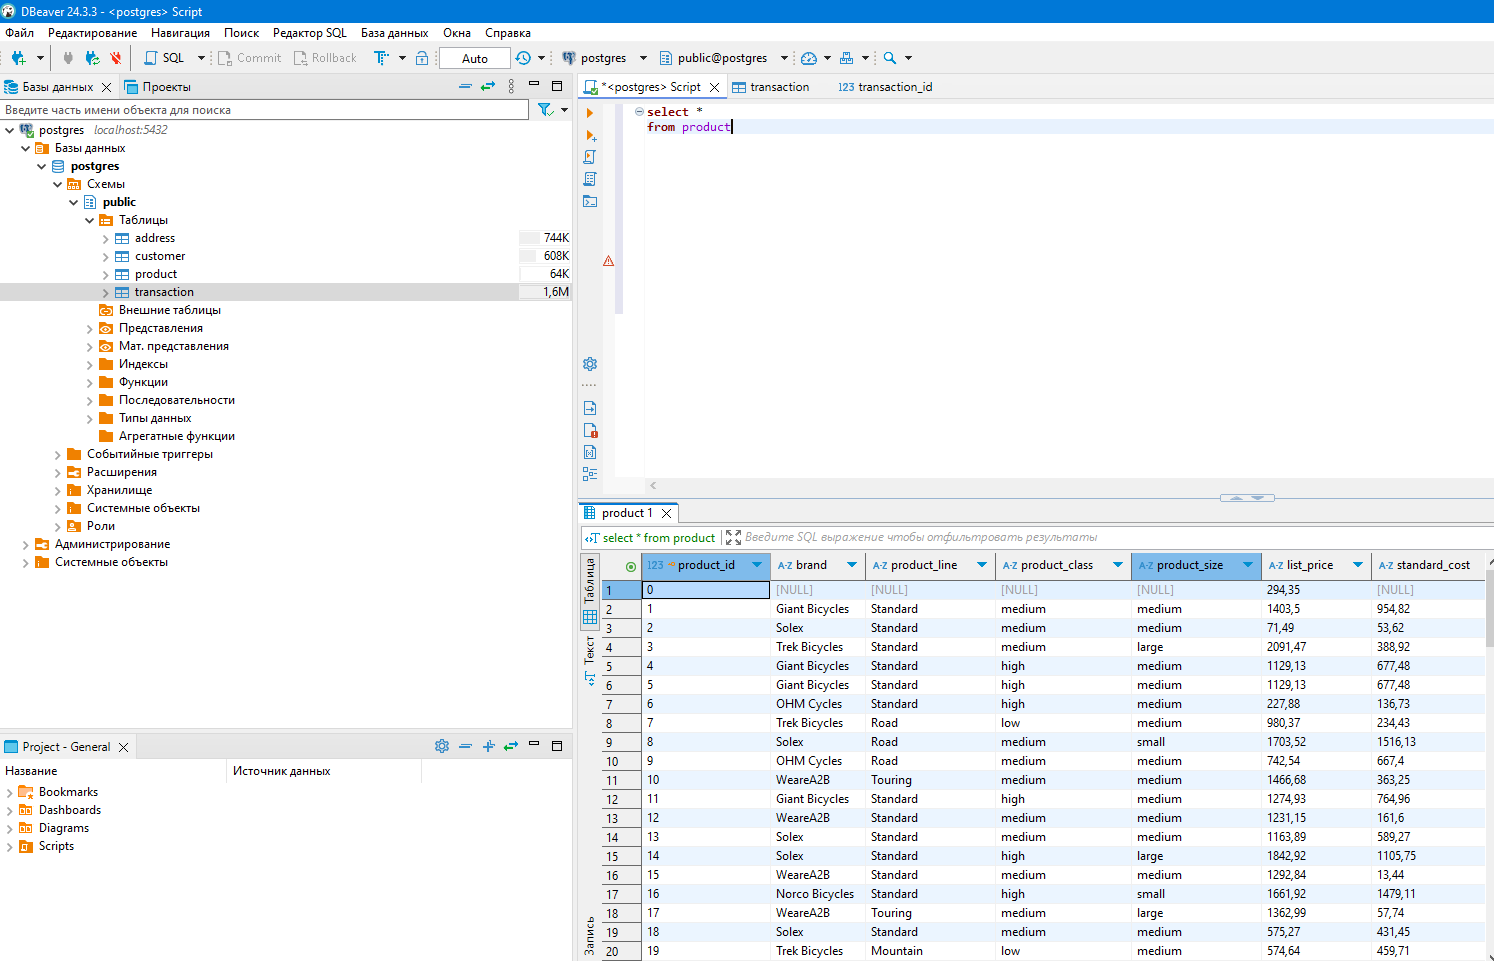 DBeaver 24.3.3 - <postgres> Script
Файл Редактирование Навигация Поиск Редактор SQL База данных Окна Справка
SQL Commit Rollback Auto postgres public@postgres
Базы данных Проекты
Введите часть имени объекта для поиска
postgres localhost:5432
Базы данных
postgres
Схемы
public
Таблицы
address 744K
customer 608K
product 64K
transaction 1,6M
Внешние таблицы
Представления
Мат. представления
Индексы
Функции
Последовательности
Типы данных
Агрегатные функции
Событийные триггеры
Расширения
Хранилище
Системные объекты
Роли
Администрирование
Системные объекты
Project - General
Название Источник данных
Bookmarks
Dashboards
Diagrams
Scripts
*<postgres> Script transaction 123 transaction_id
select *
from product
product 1
select * from product Введите SQL выражение чтобы отфильтровать результаты
Таблица
Текст
Запись
123 product_id A-Z brand A-Z product_line A-Z product_class A-Z product_size A-Z list_price A-Z standard_cost
1 0 [NULL] [NULL] [NULL] [NULL] 294,35 [NULL]
2 1 Giant Bicycles Standard medium medium 1403,5 954,82
3 2 Solex Standard medium medium 71,49 53,62
4 3 Trek Bicycles Standard medium large 2091,47 388,92
5 4 Giant Bicycles Standard high medium 1129,13 677,48
6 5 Giant Bicycles Standard high medium 1129,13 677,48
7 6 OHM Cycles Standard high medium 227,88 136,73
8 7 Trek Bicycles Road low medium 980,37 234,43
9 8 Solex Road medium small 1703,52 1516,13
10 9 OHM Cycles Road medium medium 742,54 667,4
11 10 WeareA2B Touring medium medium 1466,68 363,25
12 11 Giant Bicycles Standard high medium 1274,93 764,96
13 12 WeareA2B Standard medium medium 1231,15 161,6
14 13 Solex Standard medium medium 1163,89 589,27
15 14 Solex Standard high large 1842,92 1105,75
16 15 WeareA2B Standard medium medium 1292,84 13,44
17 16 Norco Bicycles Standard high small 1661,92 1479,11
18 17 WeareA2B Touring medium large 1362,99 57,74
19 18 Solex Standard medium medium 575,27 431,45
20 19 Trek Bicycles Mountain low medium 574,64 459,71